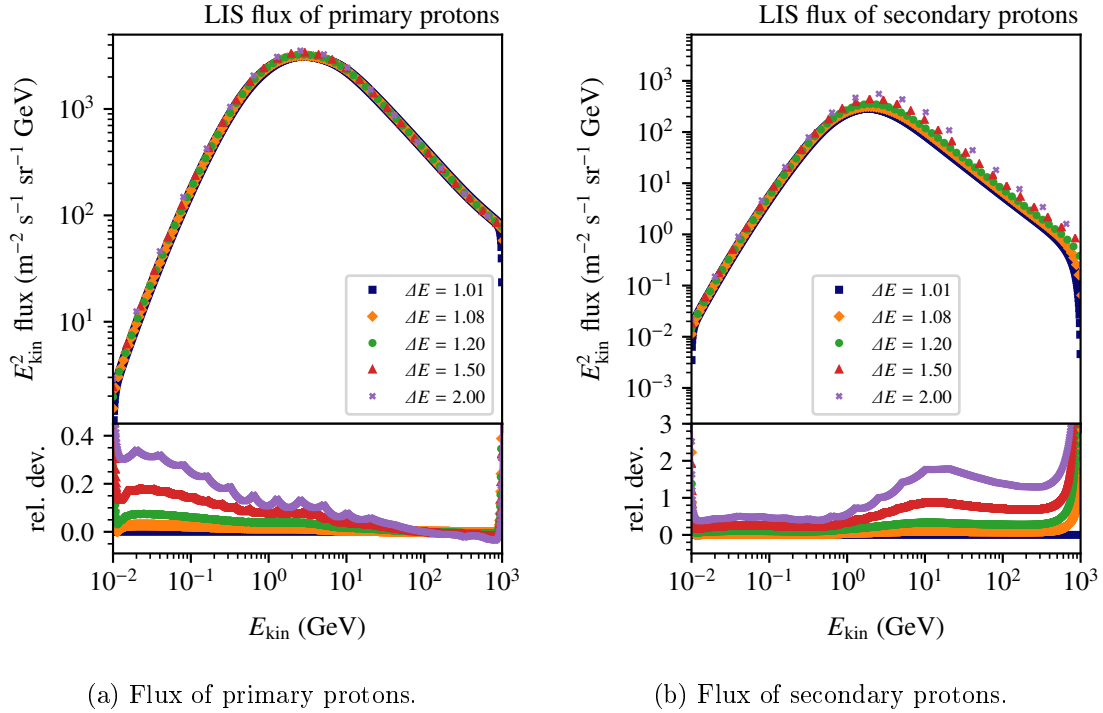 LIS flux of primary protons
E²kin flux (m⁻² s⁻¹ sr⁻¹ GeV)
10³
10²
10¹
ΔE = 1.01
ΔE = 1.08
ΔE = 1.20
ΔE = 1.50
ΔE = 2.00
rel. dev.
0.4
0.2
0.0
10⁻² 10⁻¹ 10⁰ 10¹ 10² 10³
Ekin (GeV)
(a) Flux of primary protons.
LIS flux of secondary protons
E²kin flux (m⁻² s⁻¹ sr⁻¹ GeV)
10³
10²
10¹
10⁰
10⁻¹
10⁻²
10⁻³
ΔE = 1.01
ΔE = 1.08
ΔE = 1.20
ΔE = 1.50
ΔE = 2.00
rel. dev.
3
2
1
0
10⁻² 10⁻¹ 10⁰ 10¹ 10² 10³
Ekin (GeV)
(b) Flux of secondary protons.